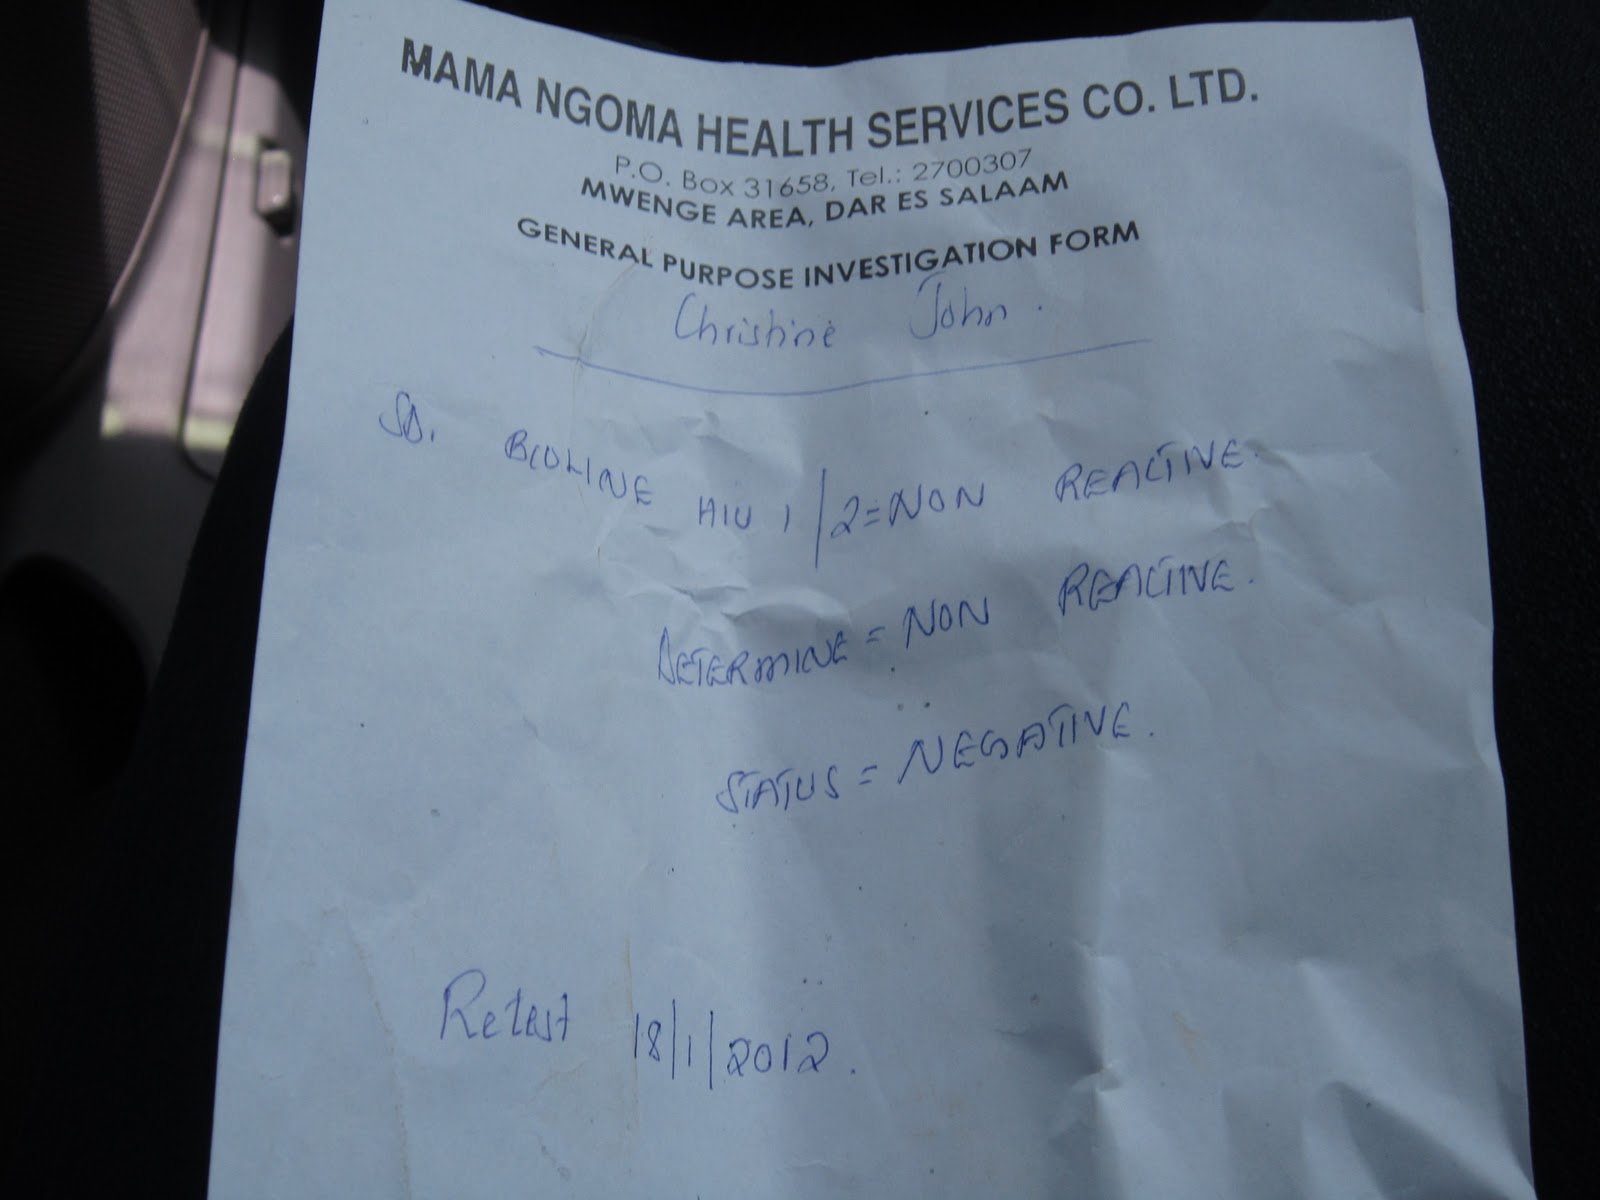 MAMA NGOMA HEALTH SERVICES CO. LTD.
P.O. Box 31658, Tel.: 2700307
MWENGE AREA, DAR ES SALAAM
GENERAL PURPOSE INVESTIGATION FORM
Christine John.
SD. BIOLINE HIV 1/2=NON REACTIVE.
DETERMINE = NON REACTIVE.
STATUS = NEGATIVE.
Retest 18/1/2012.